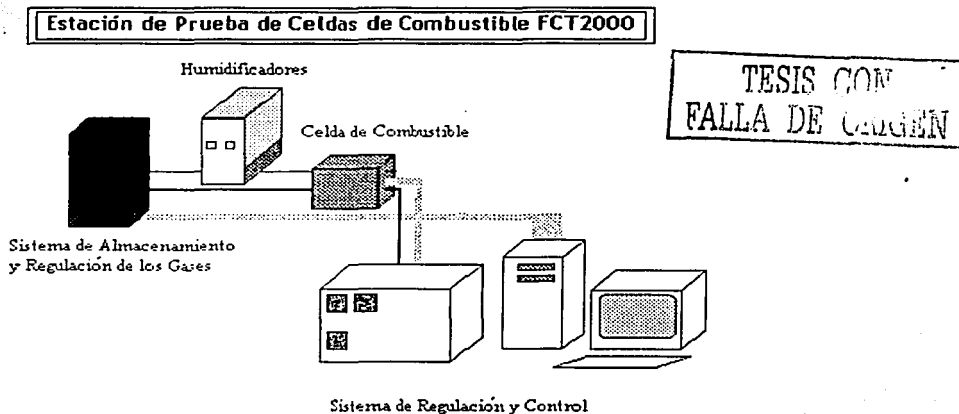 Estación de Prueba de Celdas de Combustible FCT2000
Humidificadores
TESIS CON
FALLA DE ORIGEN
Celda de Combustible
Sistema de Almacenamiento
y Regulación de los Gases
Sistema de Regulación y Control